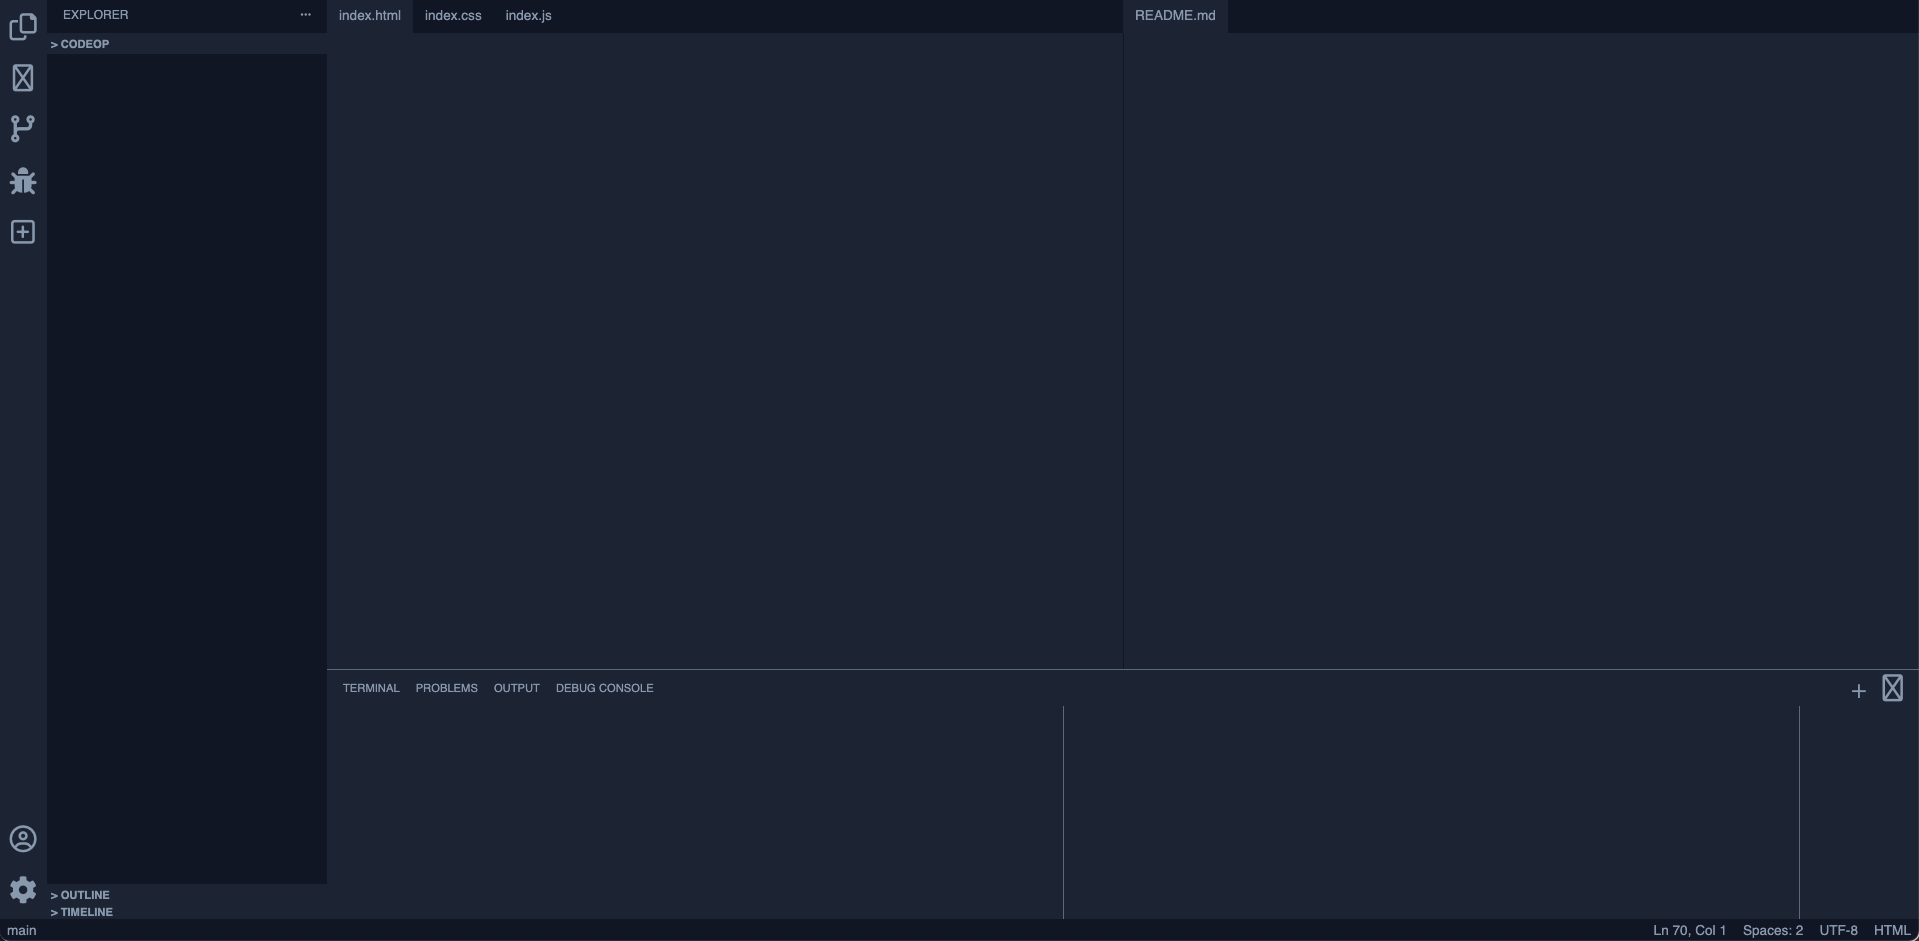 EXPLORER ...
> CODEOP
index.html index.css index.js
README.md
TERMINAL PROBLEMS OUTPUT DEBUG CONSOLE
> OUTLINE
> TIMELINE
main
Ln 70, Col 1 Spaces: 2 UTF-8 HTML